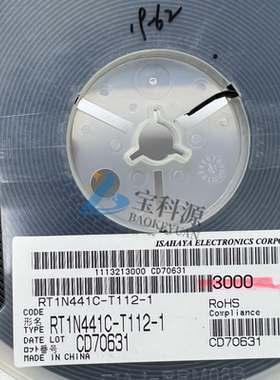 宝科源
BAOKEYUAN
ISAHAYA ELECTRONICS CORPO
1113213000 CD70631
3000
RT1N441C-T112-1
RoHS
Compliance
CODE
形名
TYPE
RT1N441C-T112-1
DATE LOT
ロット番号
CD70631
CD70631
MADE IN CHINA